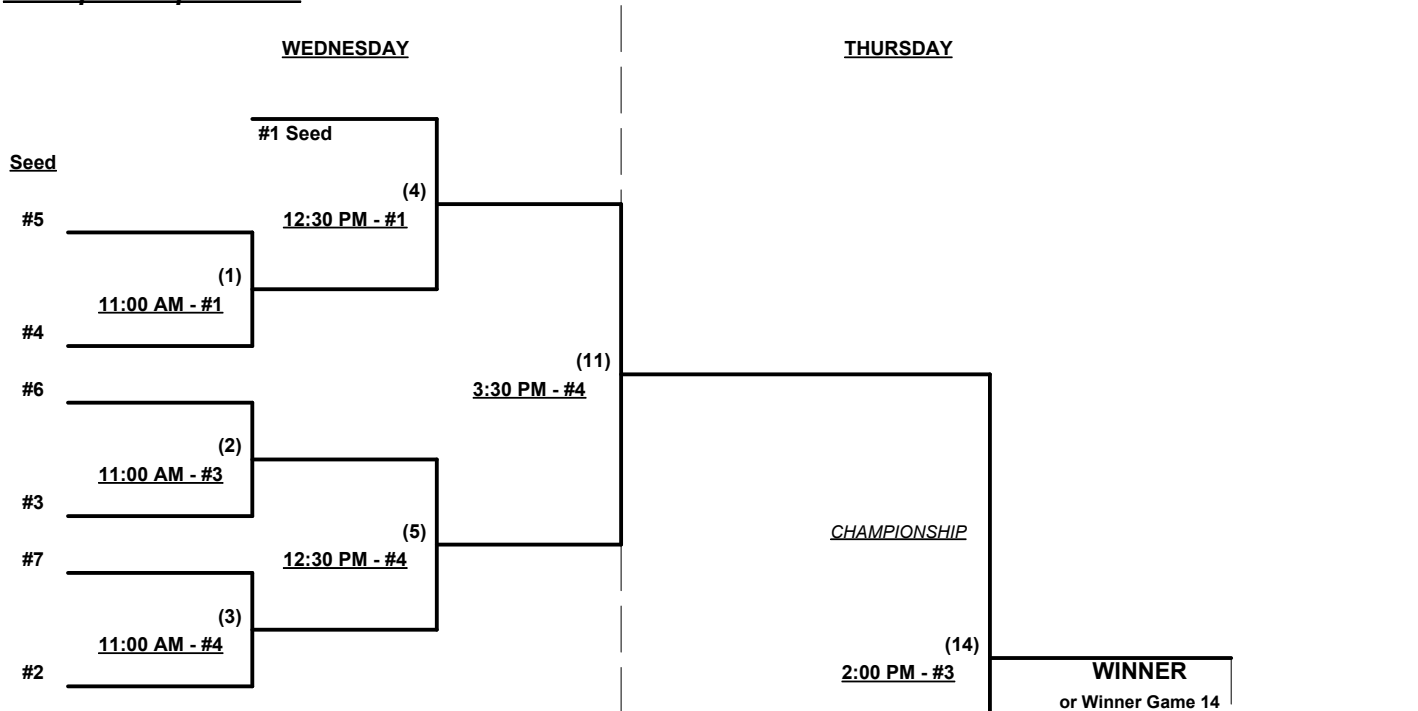 WEDNESDAY THURSDAY
#1 Seed
Seed
(4)
#5 12:30 PM - #1
(1)
11:00 AM - #1
#4
(11)
#6 3:30 PM - #4
(2)
11:00 AM - #3
#3
(5) CHAMPIONSHIP
#7 12:30 PM - #4
(3) (14)
11:00 AM - #4
#2 2:00 PM - #3 WINNER
or Winner Game 14